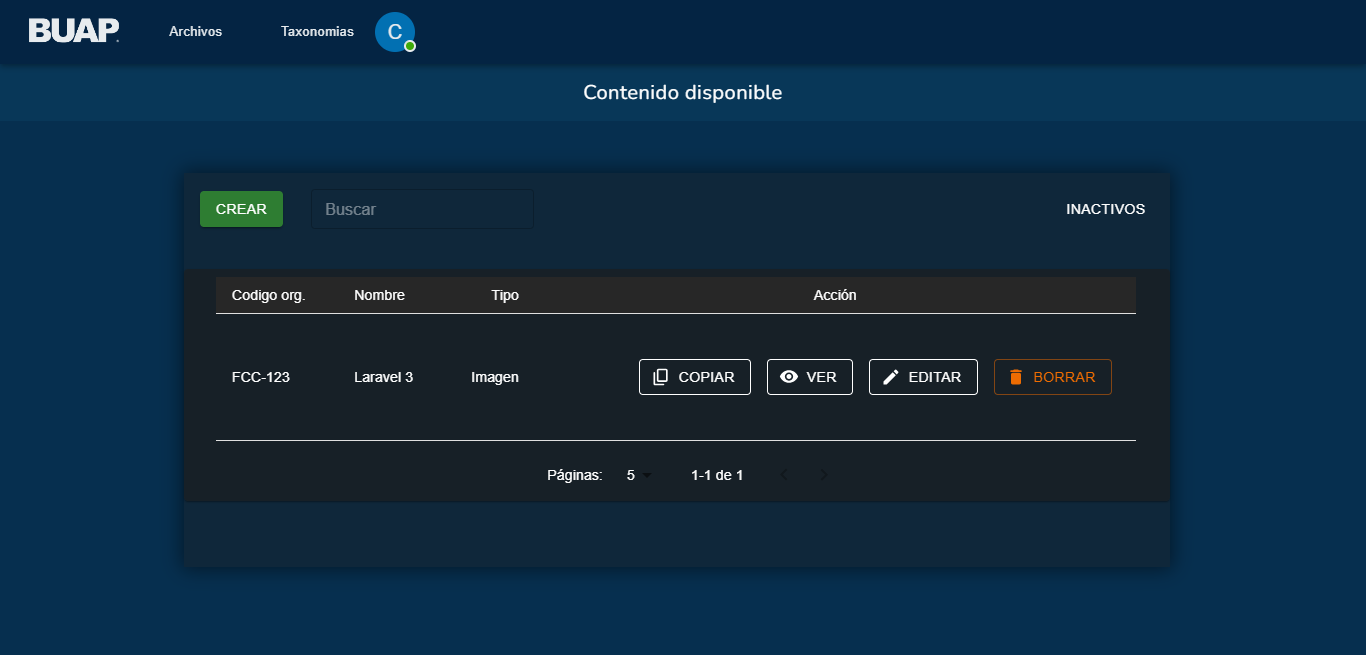 BUAP. Archivos Taxonomias C
Contenido disponible
CREAR Buscar INACTIVOS
Codigo org. Nombre Tipo Acción
FCC-123 Laravel 3 Imagen COPIAR VER EDITAR BORRAR
Páginas: 5 1-1 de 1